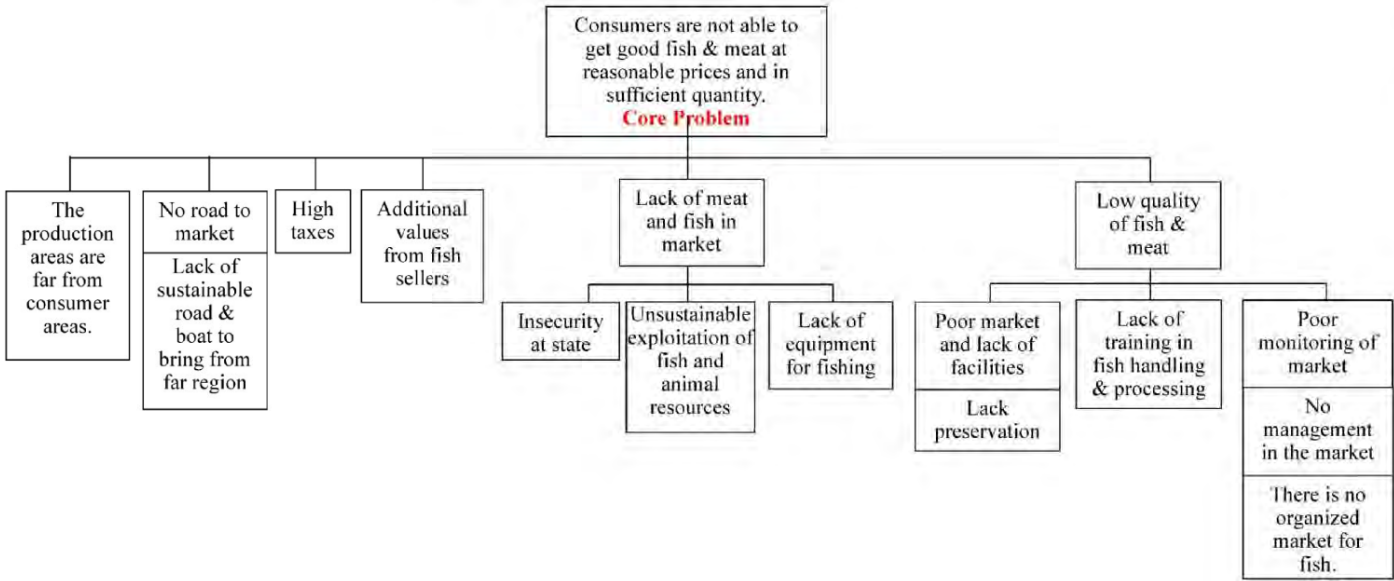 Consumers are not able to
get good fish & meat at
reasonable prices and in
sufficient quantity.
Core Problem
The
production
areas are
far from
consumer
areas.
No road to
market
Lack of
sustainable
road &
boat to
bring from
far region
High
taxes
Additional
values
from fish
sellers
Lack of meat
and fish in
market
Low quality
of fish &
meat
Insecurity
at state
Unsustainable
exploitation of
fish and
animal
resources
Lack of
equipment
for fishing
Poor market
and lack of
facilities
Lack
preservation
Lack of
training in
fish handling
& processing
Poor
monitoring of
market
No
management
in the market
There is no
organized
market for
fish.